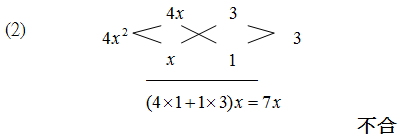 4x 3
(2) 4x² 3
x 1
(4×1+1×3)x=7x
不合